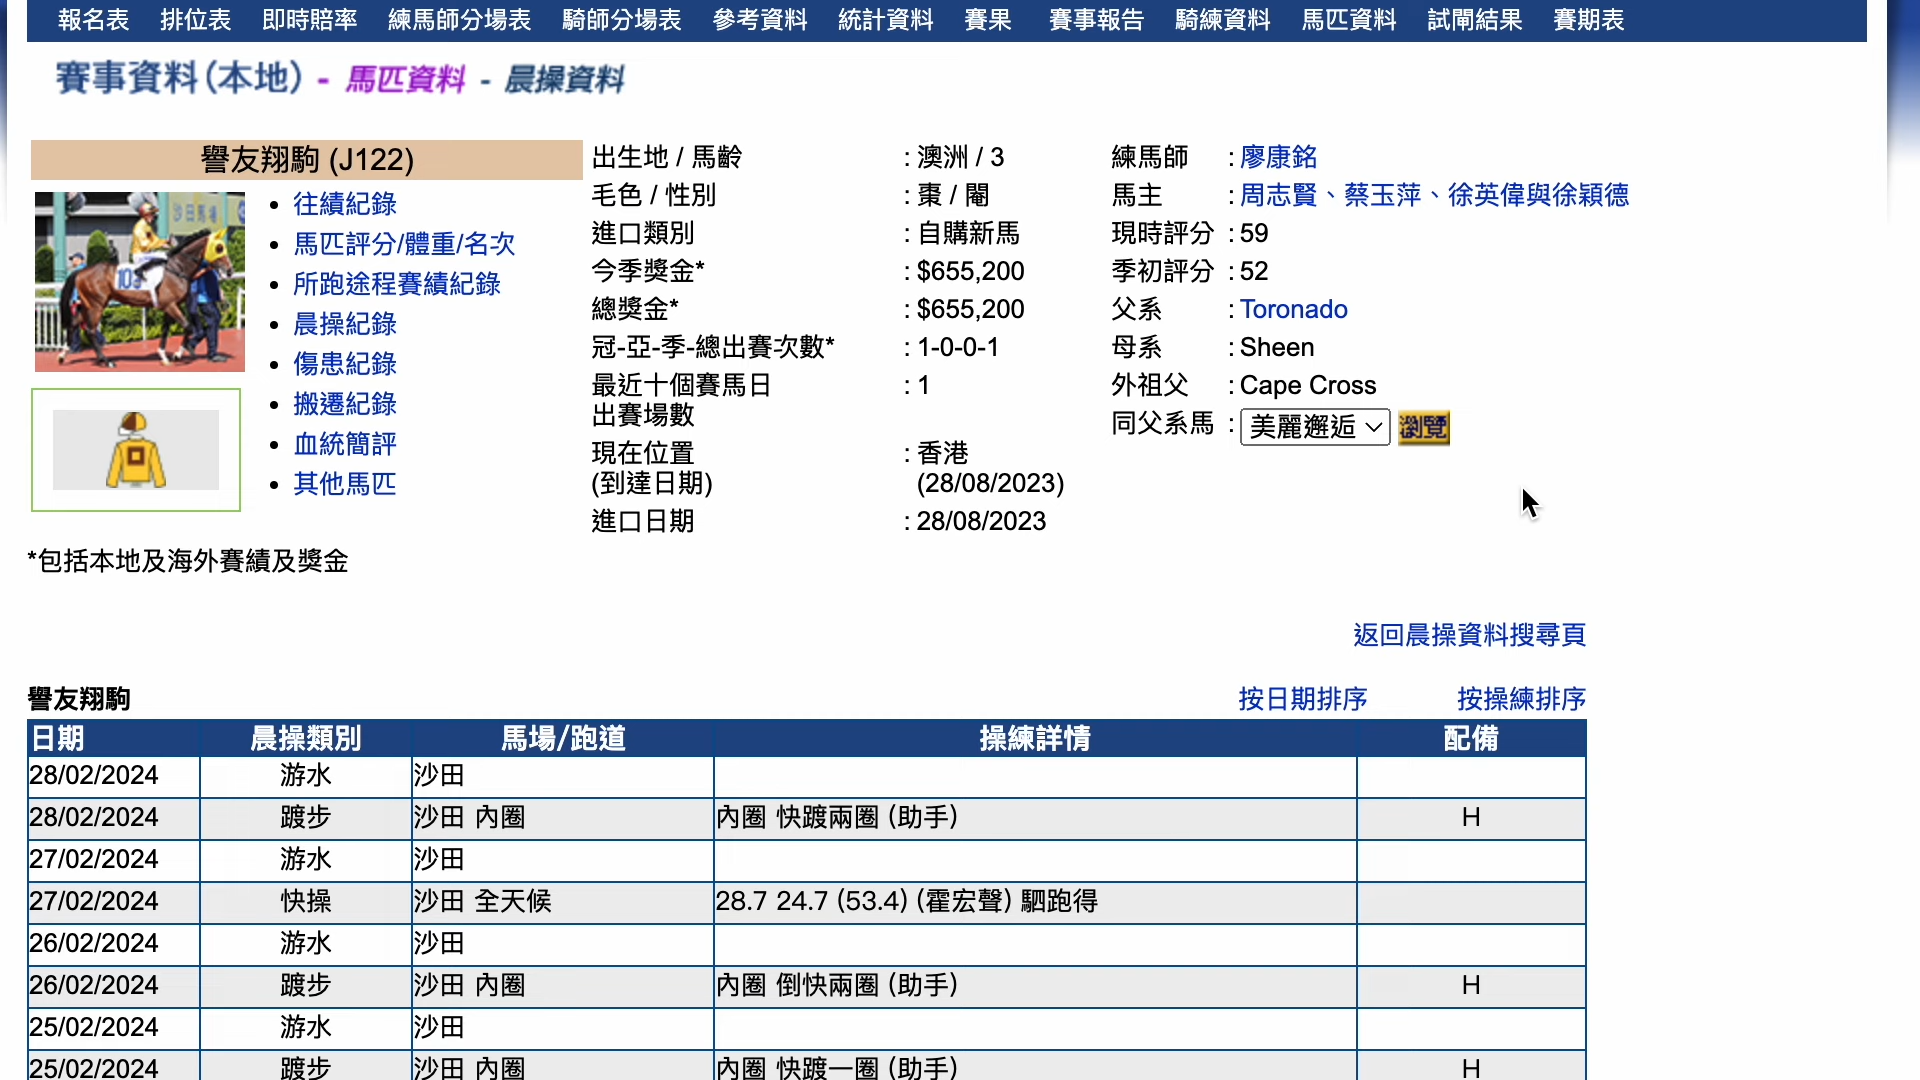 報名表 排位表 即時賠率 練馬師分場表 騎師分場表 參考資料 統計資料 賽果 賽事報告 騎練資料 馬匹資料 試閘結果 賽期表
賽事資料(本地) - 馬匹資料 - 晨操資料
譽友翔駒 (J122)
往績紀錄
馬匹評分/體重/名次
所跑途程賽績紀錄
晨操紀錄
傷患紀錄
搬遷紀錄
血統簡評
其他馬匹
出生地 / 馬齡 : 澳洲 / 3
毛色 / 性別 : 棗 / 閹
進口類別 : 自購新馬
今季獎金* : $655,200
總獎金* : $655,200
冠-亞-季-總出賽次數* : 1-0-0-1
最近十個賽馬日 : 1
出賽場數
現在位置 : 香港
(到達日期) (28/08/2023)
進口日期 : 28/08/2023
練馬師 : 廖康銘
馬主 : 周志賢、蔡玉萍、徐英偉與徐穎德
現時評分 : 59
季初評分 : 52
父系 : Toronado
母系 : Sheen
外祖父 : Cape Cross
同父系馬 : 美麗邂逅 瀏覽
*包括本地及海外賽績及獎金
返回晨操資料搜尋頁
譽友翔駒 按日期排序 按操練排序
日期 晨操類別 馬場/跑道 操練詳情 配備
28/02/2024 游水 沙田
28/02/2024 踱步 沙田 內圈 內圈 快踱兩圈 (助手) H
27/02/2024 游水 沙田
27/02/2024 快操 沙田 全天候 28.7 24.7 (53.4) (霍宏聲) 駟跑得
26/02/2024 游水 沙田
26/02/2024 踱步 沙田 內圈 內圈 倒快兩圈 (助手) H
25/02/2024 游水 沙田
25/02/2024 踱步 沙田 內圈 內圈 快踱一圈 (助手) H